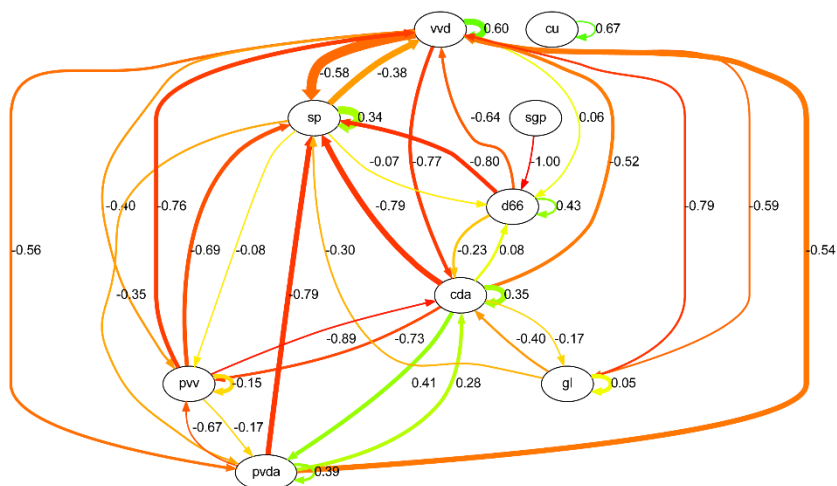 vvd 0.60 cu 0.67
-0.58 -0.38
sp 0.34 -0.64 sgp 0.06
-0.07 -0.77 -0.80 -1.00 -0.52
d66 0.43
-0.40 -0.76 -0.79 -0.79 -0.59
-0.56 -0.69 -0.08 -0.30 -0.23 0.08 -0.54
-0.35 -0.79 cda 0.35
-0.89 -0.73 -0.40 -0.17
pvv -0.15 0.41 0.28 gl 0.05
-0.67 -0.17
pvda 0.39